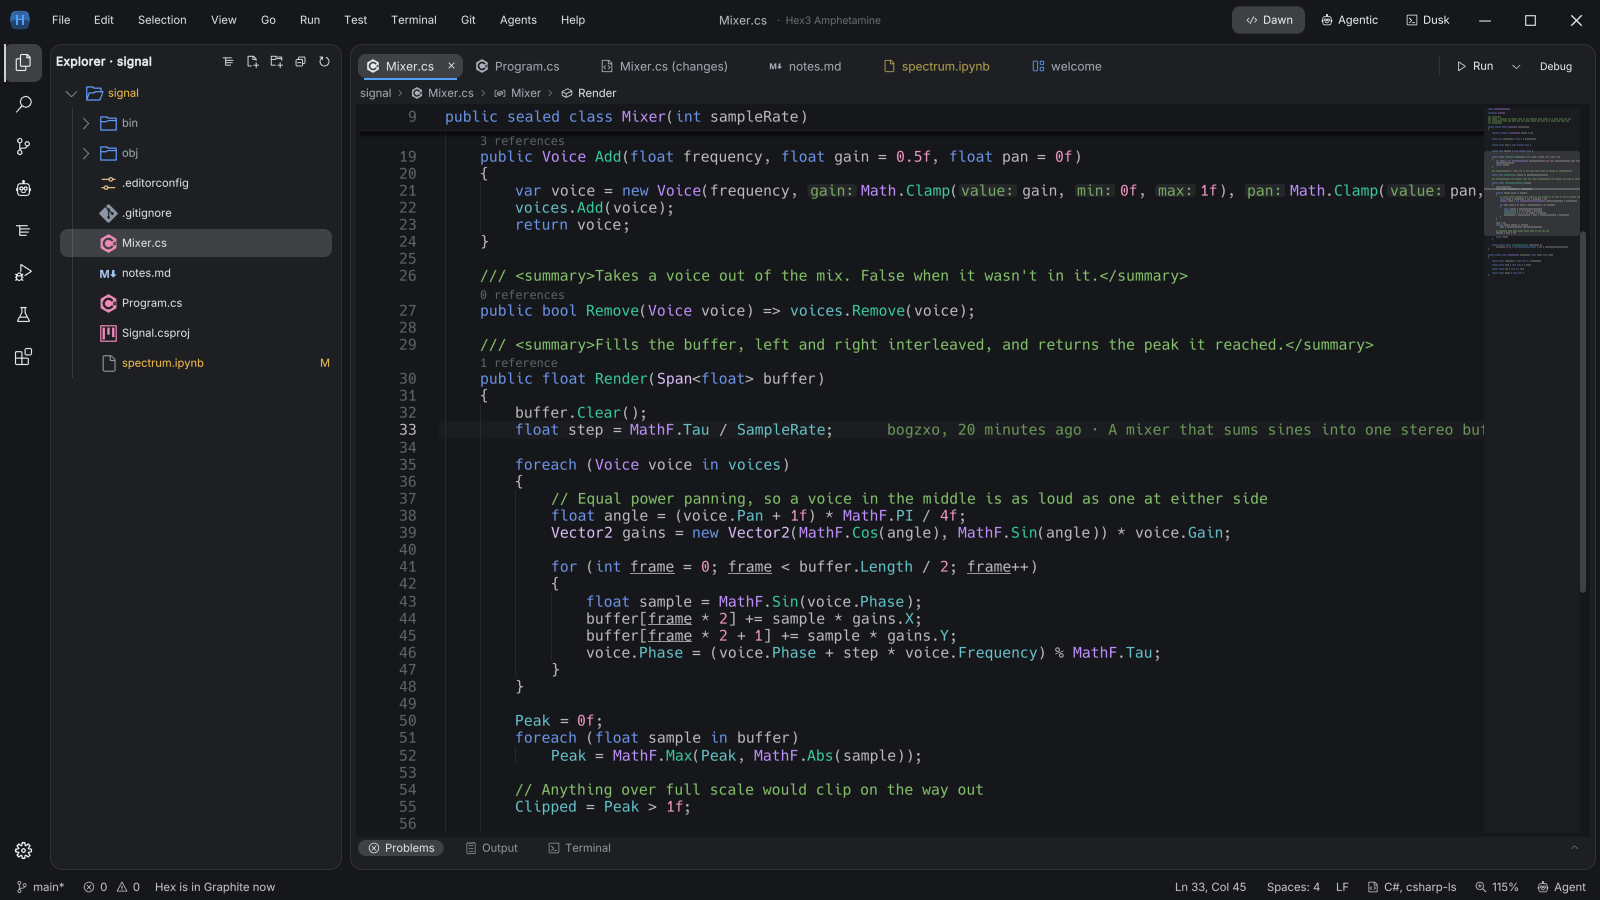 File Edit Selection View Go Run Test Terminal Git Agents Help
Mixer.cs · Hex3 Amphetamine
Dawn Agentic Dusk
Explorer · signal
signal
bin
obj
.editorconfig
.gitignore
Mixer.cs
notes.md
Program.cs
Signal.csproj
spectrum.ipynb M
Mixer.cs Program.cs Mixer.cs (changes) notes.md spectrum.ipynb welcome
Run Debug
signal > Mixer.cs > Mixer > Render
9 public sealed class Mixer(int sampleRate)
3 references
19 public Voice Add(float frequency, float gain = 0.5f, float pan = 0f)
20 {
21 var voice = new Voice(frequency, gain: Math.Clamp(value: gain, min: 0f, max: 1f), pan: Math.Clamp(value: pan,
22 voices.Add(voice);
23 return voice;
24 }
25
26 /// <summary>Takes a voice out of the mix. False when it wasn't in it.</summary>
0 references
27 public bool Remove(Voice voice) => voices.Remove(voice);
28
29 /// <summary>Fills the buffer, left and right interleaved, and returns the peak it reached.</summary>
1 reference
30 public float Render(Span<float> buffer)
31 {
32 buffer.Clear();
33 float step = MathF.Tau / SampleRate; bogzxo, 20 minutes ago · A mixer that sums sines into one stereo buf
34
35 foreach (Voice voice in voices)
36 {
37 // Equal power panning, so a voice in the middle is as loud as one at either side
38 float angle = (voice.Pan + 1f) * MathF.PI / 4f;
39 Vector2 gains = new Vector2(MathF.Cos(angle), MathF.Sin(angle)) * voice.Gain;
40
41 for (int frame = 0; frame < buffer.Length / 2; frame++)
42 {
43 float sample = MathF.Sin(voice.Phase);
44 buffer[frame * 2] += sample * gains.X;
45 buffer[frame * 2 + 1] += sample * gains.Y;
46 voice.Phase = (voice.Phase + step * voice.Frequency) % MathF.Tau;
47 }
48 }
49
50 Peak = 0f;
51 foreach (float sample in buffer)
52 Peak = MathF.Max(Peak, MathF.Abs(sample));
53
54 // Anything over full scale would clip on the way out
55 Clipped = Peak > 1f;
56
Problems Output Terminal
main* 0 0 Hex is in Graphite now
Ln 33, Col 45 Spaces: 4 LF C#, csharp-ls 115% Agent